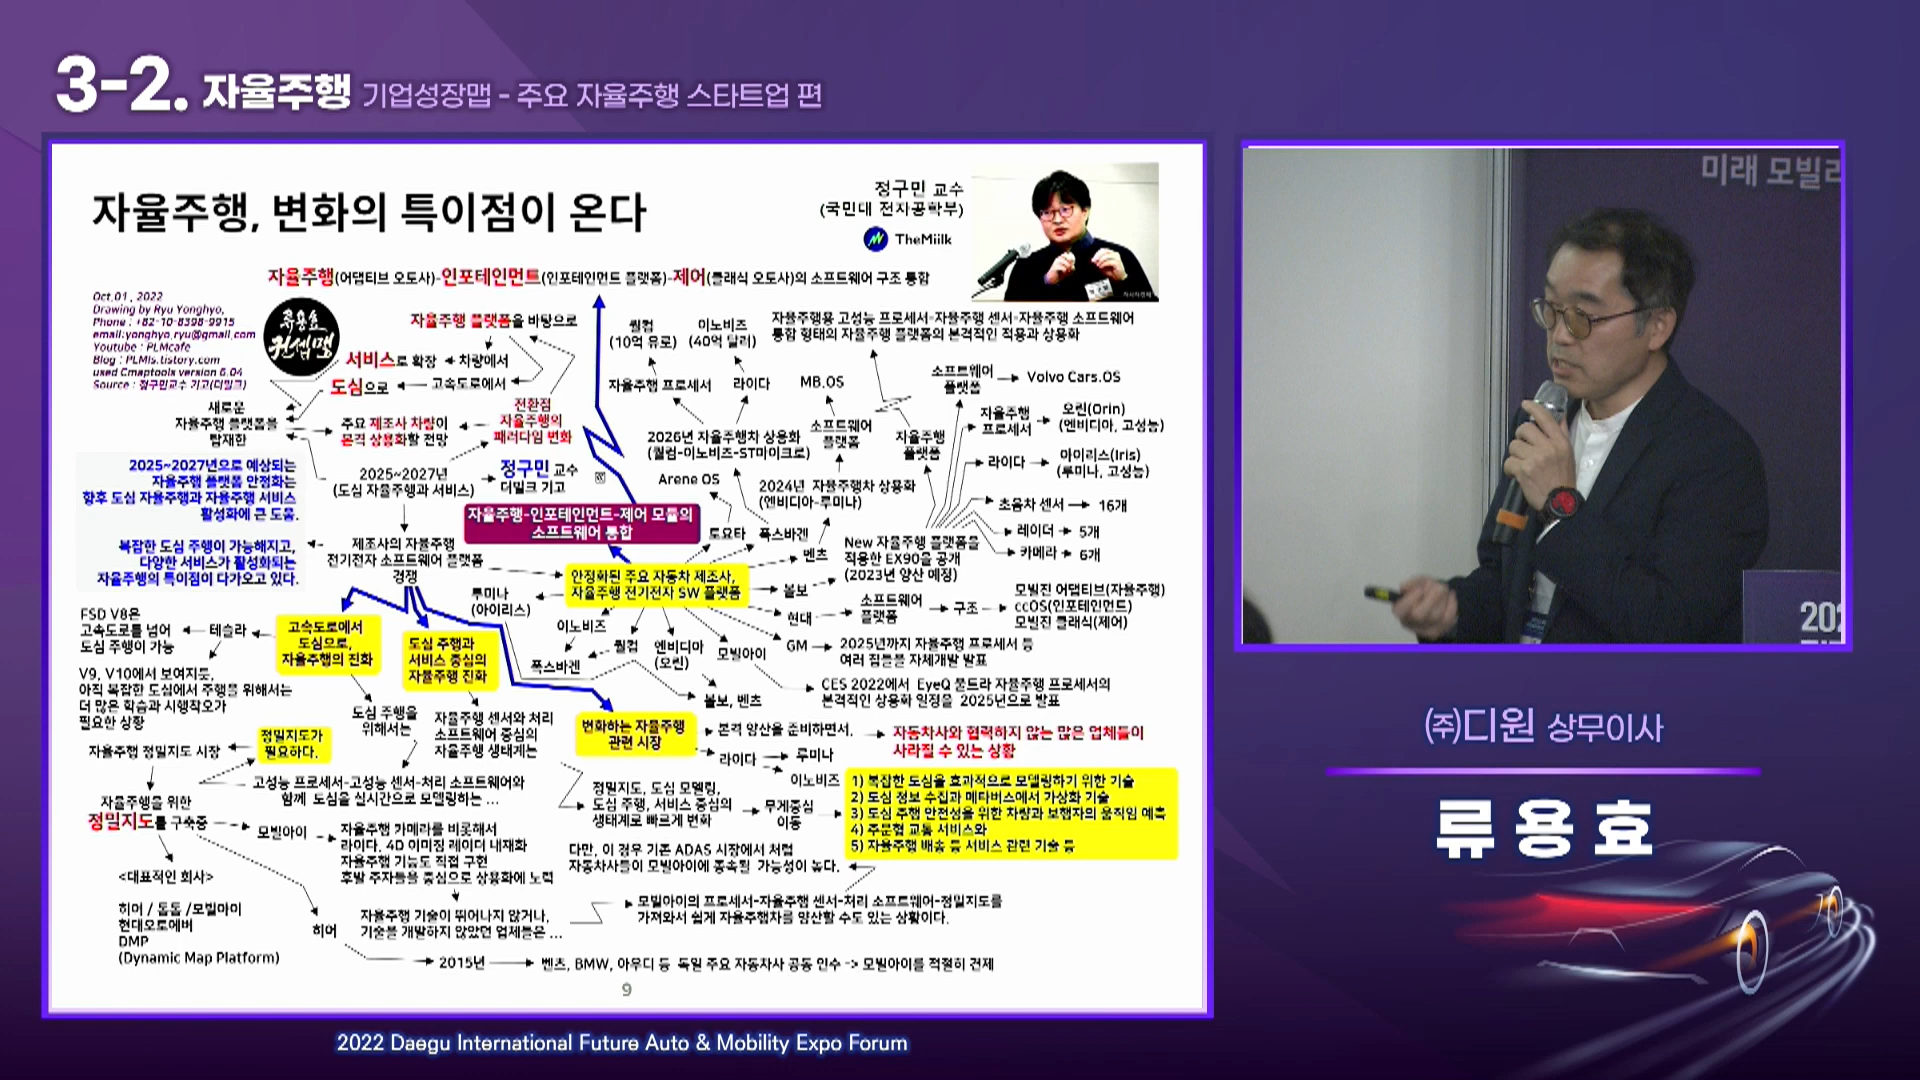 3-2. 자율주행 기업성장맵 - 주요 자율주행 스타트업 편
자율주행, 변화의 특이점이 온다
정구민 교수
(국민대 전자공학부)
TheMiilk
자율주행(어댑티브 오토사)-인포테인먼트(인포테인먼트 플랫폼)-제어(클래식 오토사)의 소프트웨어 구조 통합
Oct.01, 2022
Drawing by Ryu Yonghyo,
Phone : +82-10-8398-9915
email:yonghyo.ryu@gmail.com
Youtube : PLMcafe
Blog : PLMIs.tistory.com
used Cmaptools version 6.04
Source : 정구민교수 기고(더밀크)
류용효
컨셉맵
자율주행 플랫폼을 바탕으로
서비스로 확장
차량에서
도심으로
고속도로에서
새로운
자율주행 플랫폼을
탑재한
주요 제조사 차량이
본격 상용화할 전망
전환점
자율주행의
패러다임 변화
2025~2027년
(도심 자율주행과 서비스)
정구민 교수
더밀크 기고
2025~2027년으로 예상되는
자율주행 플랫폼 안정화는
향후 도심 자율주행과 자율주행 서비스
활성화에 큰 도움.
복잡한 도심 주행이 가능해지고,
다양한 서비스가 활성화되는
자율주행의 특이점이 다가오고 있다.
자율주행-인포테인먼트-제어 모듈의
소프트웨어 통합
제조사의 자율주행
전기전자 소프트웨어 플랫폼
경쟁
안정화된 주요 자동차 제조사,
자율주행 전기전자 SW 플랫폼
퀄컴
(10억 유로)
이노비즈
(40억 달러)
자율주행용 고성능 프로세서-자율주행 센서-자율주행 소프트웨어
통합 형태의 자율주행 플랫폼의 본격적인 적용과 상용화
자율주행 프로세서
라이다
MB.OS
소프트웨어
플랫폼
Volvo Cars.OS
자율주행
프로세서
오린(Orin)
(엔비디아, 고성능)
2026년 자율주행차 상용화
(퀄컴-이노비즈-ST마이크로)
소프트웨어
플랫폼
자율주행
플랫폼
라이다
아이리스(Iris)
(루미나, 고성능)
Arene OS
2024년 자율주행차 상용화
(엔비디아-루미나)
초음차 센서
16개
레이더
5개
카메라
6개
도요타
폭스바겐
벤츠
New 자율주행 플랫폼을
적용한 EX90을 공개
(2023년 양산 예정)
볼보
현대
소프트웨어
플랫폼
구조
모빌진 어댑티브(자율주행)
ccOS(인포테인먼트)
모빌진 클래식(제어)
루미나
(아이리스)
이노비즈
폭스바겐
퀄컴
엔비디아
(오린)
모빌아이
GM
2025년까지 자율주행 프로세서 등
여러 칩들을 자체개발 발표
볼보, 벤츠
CES 2022에서 EyeQ 울트라 자율주행 프로세서의
본격적인 상용화 일정을 2025년으로 발표
FSD V8은
고속도로를 넘어
도심 주행이 가능
테슬라
고속도로에서
도심으로,
자율주행의 진화
도심 주행과
서비스 중심의
자율주행 진화
V9, V10에서 보여지듯,
아직 복잡한 도심에서 주행을 위해서는
더 많은 학습과 시행착오가
필요한 상황
도심 주행을
위해서는
자율주행 센서와 처리
소프트웨어 중심의
자율주행 생태계는
변화하는 자율주행
관련 시장
본격 양산을 준비하면서.
자동차사와 협력하지 않는 많은 업체들이
사라질 수 있는 상황
라이다
루미나
이노비즈
자율주행 정밀지도 시장
정밀지도가
필요하다.
고성능 프로세서-고성능 센서-처리 소프트웨어와
함께 도심을 실시간으로 모델링하는 ...
정밀지도, 도심 모델링,
도심 주행, 서비스 중심의
생태계로 빠르게 변화
무게중심
이동
1) 복잡한 도심을 효과적으로 모델링하기 위한 기술
2) 도심 정보 수집과 메타버스에서 가상화 기술
3) 도심 주행 안전성을 위한 차량과 보행자의 움직임 예측
4) 주문형 교통 서비스와
5) 자율주행 배송 등 서비스 관련 기술 등
자율주행을 위한
정밀지도를 구축중
모빌아이
자율주행 카메라를 비롯해서
라이다. 4D 이미징 레이더 내재화
자율주행 기능도 직접 구현
후발 주자들을 중심으로 상용화에 노력
다만, 이 경우 기존 ADAS 시장에서 처럼
자동차사들이 모빌아이에 종속될 가능성이 높다.
<대표적인 회사>
히어 / 톰톰 /모빌아이
현대오토에버
DMP
(Dynamic Map Platform)
히어
자율주행 기술이 뛰어나지 않거나,
기술을 개발하지 않았던 업체들은 ...
모빌아이의 프로세서-자율주행 센서-처리 소프트웨어-정밀지도를
가져와서 쉽게 자율주행차를 양산할 수도 있는 상황이다.
2015년
벤츠, BMW, 아우디 등 독일 주요 자동차사 공동 인수 -> 모빌아이를 적절히 견제
9
미래 모빌리
202
㈜디원 상무이사
류용효
2022 Daegu International Future Auto & Mobility Expo Forum